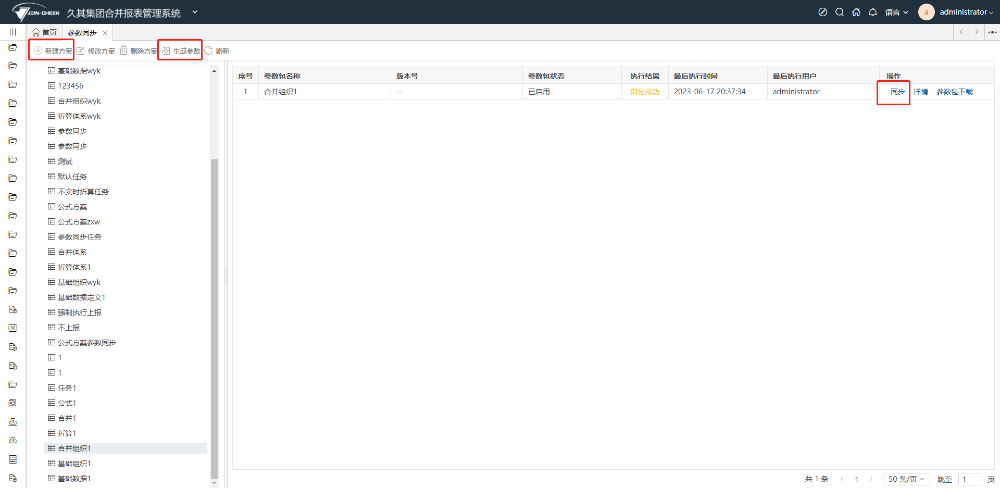 JOIN-CHEER 久其集团合并报表管理系统 语言 a administrator
首页 参数同步
新建方案 修改方案 删除方案 生成参数 刷新
基础数据wyk
123456
合并组织wyk
折算体系wyk
参数同步
参数同步
测试
默认任务
不实时折算任务
公式方案
公式方案zxw
参数同步任务
合并体系
折算体系1
基础组织wyk
基础数据定义1
强制执行上报
不上报
公式方案参数同步
1
1
任务1
公式1
合并1
折算1
合并组织1
基础组织1
基础数据1
序号 参数包名称 版本号 参数包状态 执行结果 最后执行时间 最后执行用户 操作
1 合并组织1 -- 已启用 部分成功 2023-06-17 20:37:34 administrator 同步 详情 参数包下载
共 1 条 1 50 条/页 跳至 1 页